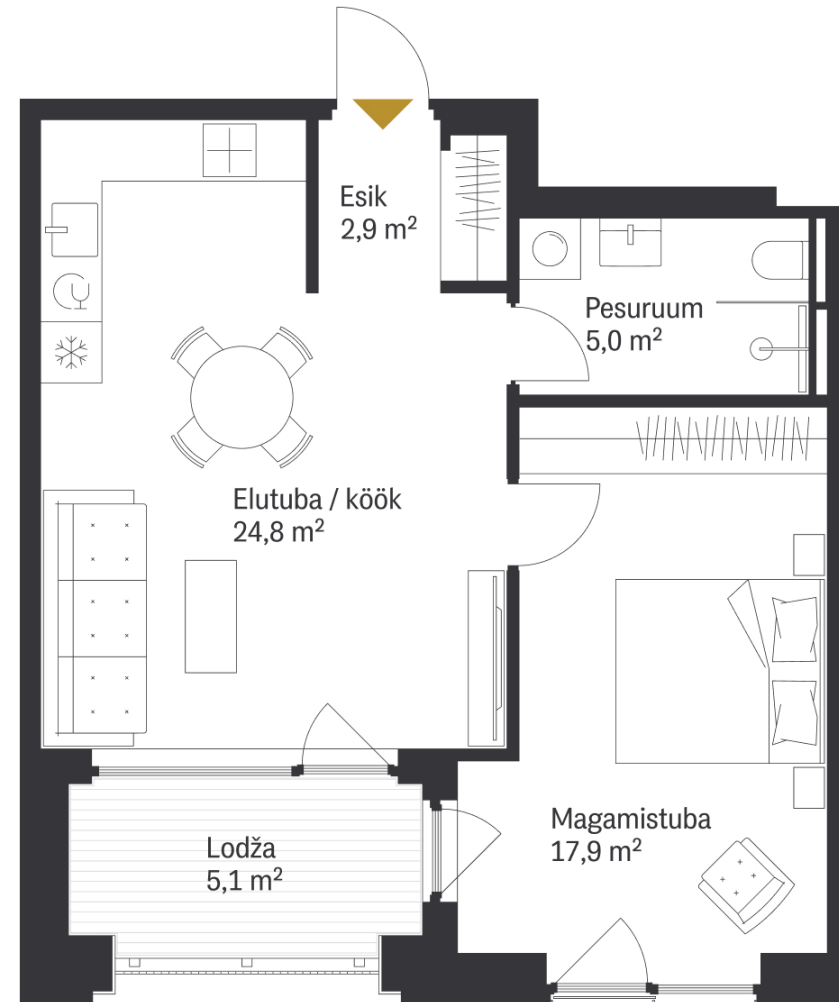 Esik
2,9 m²
Pesuruum
5,0 m²
Elutuba / köök
24,8 m²
Lodža
5,1 m²
Magamistuba
17,9 m²